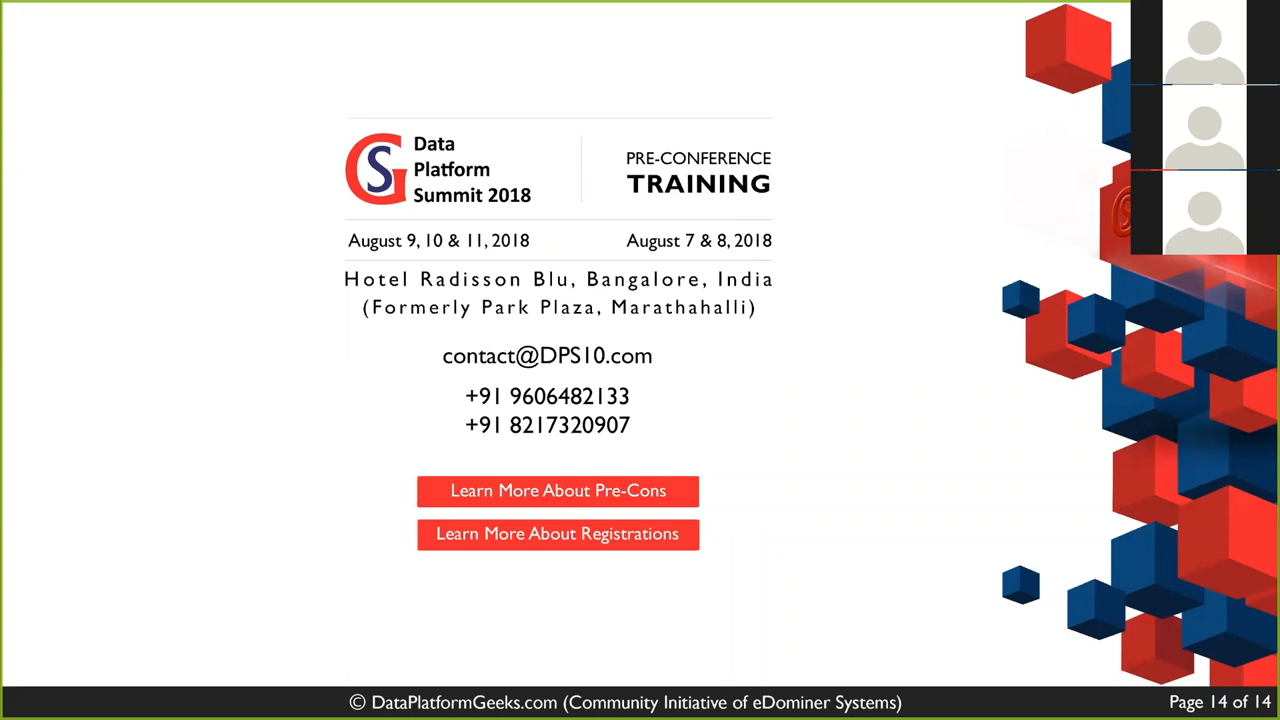 Data
Platform
Summit 2018
PRE-CONFERENCE
TRAINING
August 9, 10 & 11, 2018
August 7 & 8, 2018
Hotel Radisson Blu, Bangalore, India
(Formerly Park Plaza, Marathahalli)
contact@DPS10.com
+91 9606482133
+91 8217320907
Learn More About Pre-Cons
Learn More About Registrations
© DataPlatformGeeks.com (Community Initiative of eDominer Systems)
Page 14 of 14